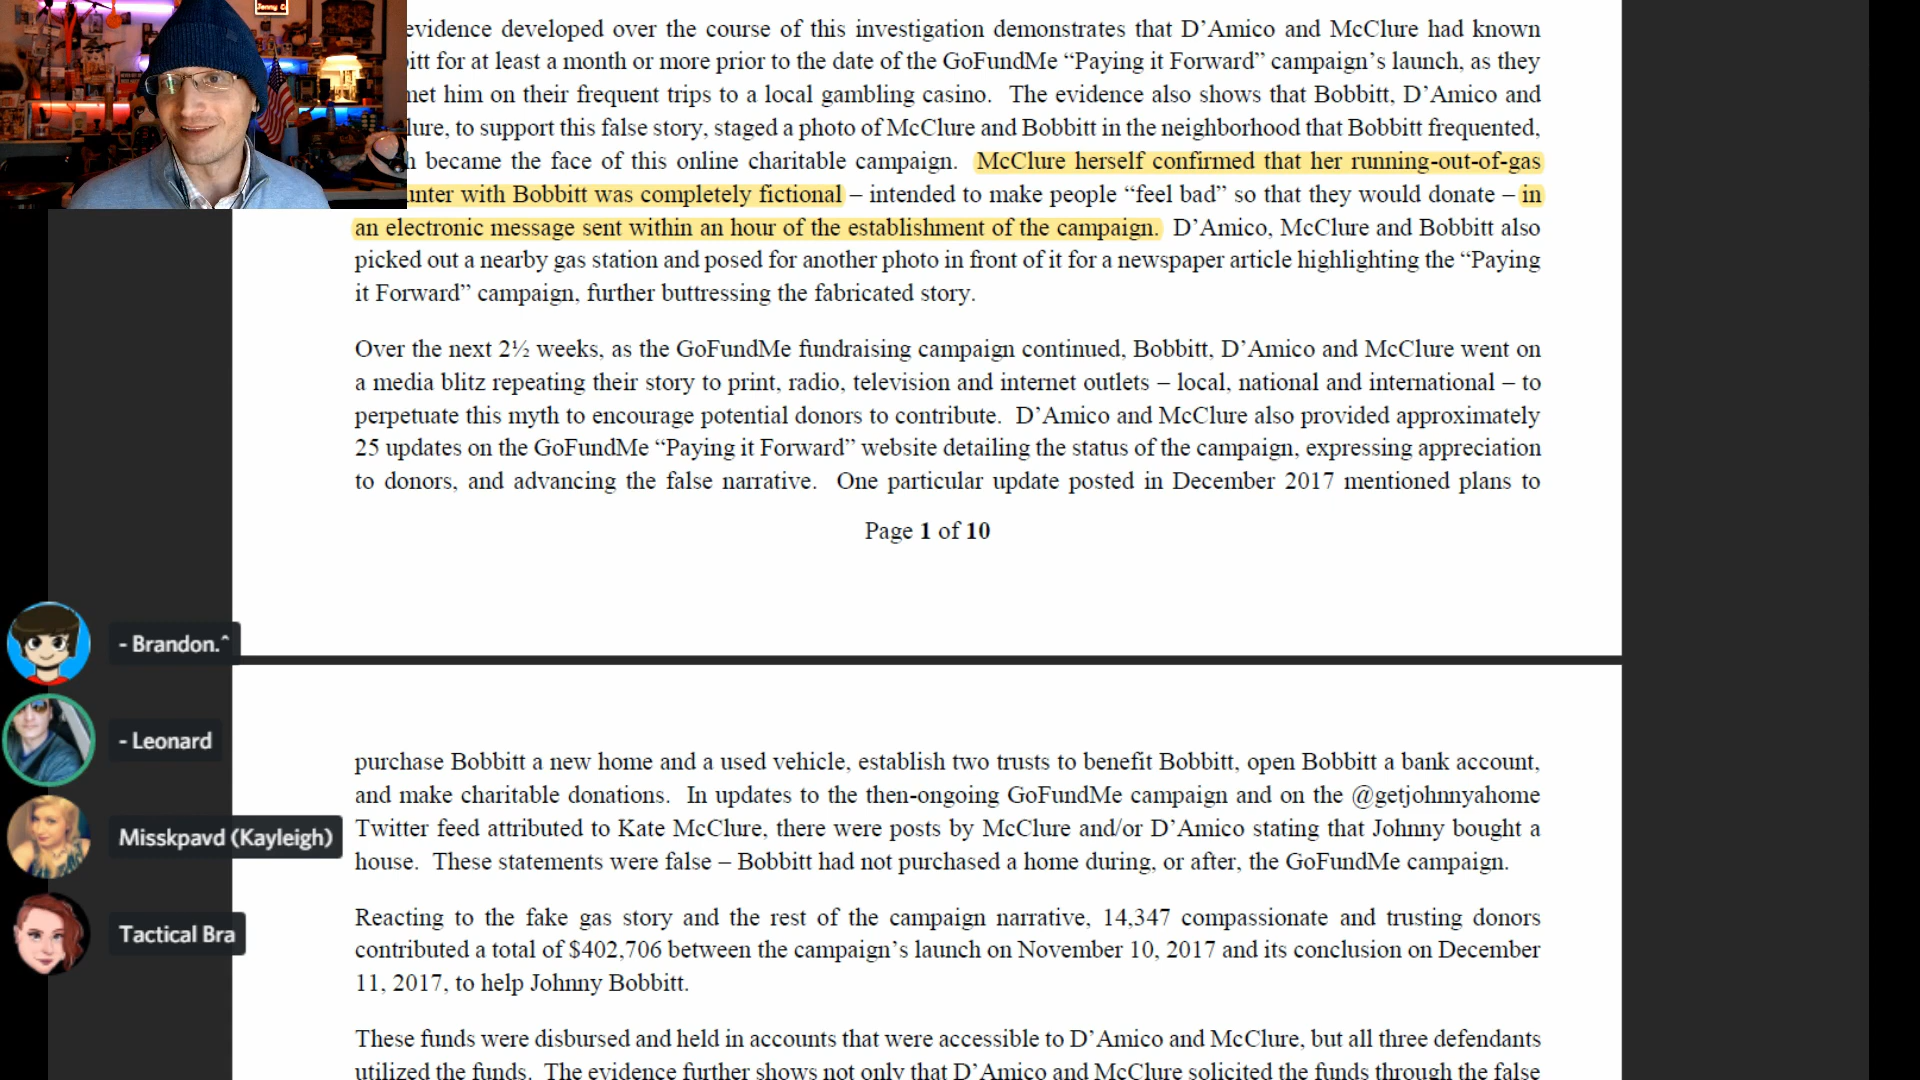 Jenny C
evidence developed over the course of this investigation demonstrates that D’Amico and McClure had known
itt for at least a month or more prior to the date of the GoFundMe “Paying it Forward” campaign’s launch, as they
met him on their frequent trips to a local gambling casino. The evidence also shows that Bobbitt, D’Amico and
lure, to support this false story, staged a photo of McClure and Bobbitt in the neighborhood that Bobbitt frequented,
h became the face of this online charitable campaign. McClure herself confirmed that her running-out-of-gas
unter with Bobbitt was completely fictional – intended to make people “feel bad” so that they would donate – in
an electronic message sent within an hour of the establishment of the campaign. D’Amico, McClure and Bobbitt also
picked out a nearby gas station and posed for another photo in front of it for a newspaper article highlighting the “Paying
it Forward” campaign, further buttressing the fabricated story.
Over the next 2½ weeks, as the GoFundMe fundraising campaign continued, Bobbitt, D’Amico and McClure went on
a media blitz repeating their story to print, radio, television and internet outlets – local, national and international – to
perpetuate this myth to encourage potential donors to contribute. D’Amico and McClure also provided approximately
25 updates on the GoFundMe “Paying it Forward” website detailing the status of the campaign, expressing appreciation
to donors, and advancing the false narrative. One particular update posted in December 2017 mentioned plans to
Page 1 of 10
- Brandon.^
- Leonard
Misskpavd (Kayleigh)
Tactical Bra
purchase Bobbitt a new home and a used vehicle, establish two trusts to benefit Bobbitt, open Bobbitt a bank account,
and make charitable donations. In updates to the then-ongoing GoFundMe campaign and on the @getjohnnyahome
Twitter feed attributed to Kate McClure, there were posts by McClure and/or D’Amico stating that Johnny bought a
house. These statements were false – Bobbitt had not purchased a home during, or after, the GoFundMe campaign.
Reacting to the fake gas story and the rest of the campaign narrative, 14,347 compassionate and trusting donors
contributed a total of $402,706 between the campaign’s launch on November 10, 2017 and its conclusion on December
11, 2017, to help Johnny Bobbitt.
These funds were disbursed and held in accounts that were accessible to D’Amico and McClure, but all three defendants
utilized the funds. The evidence further shows not only that D’Amico and McClure solicited the funds through the false